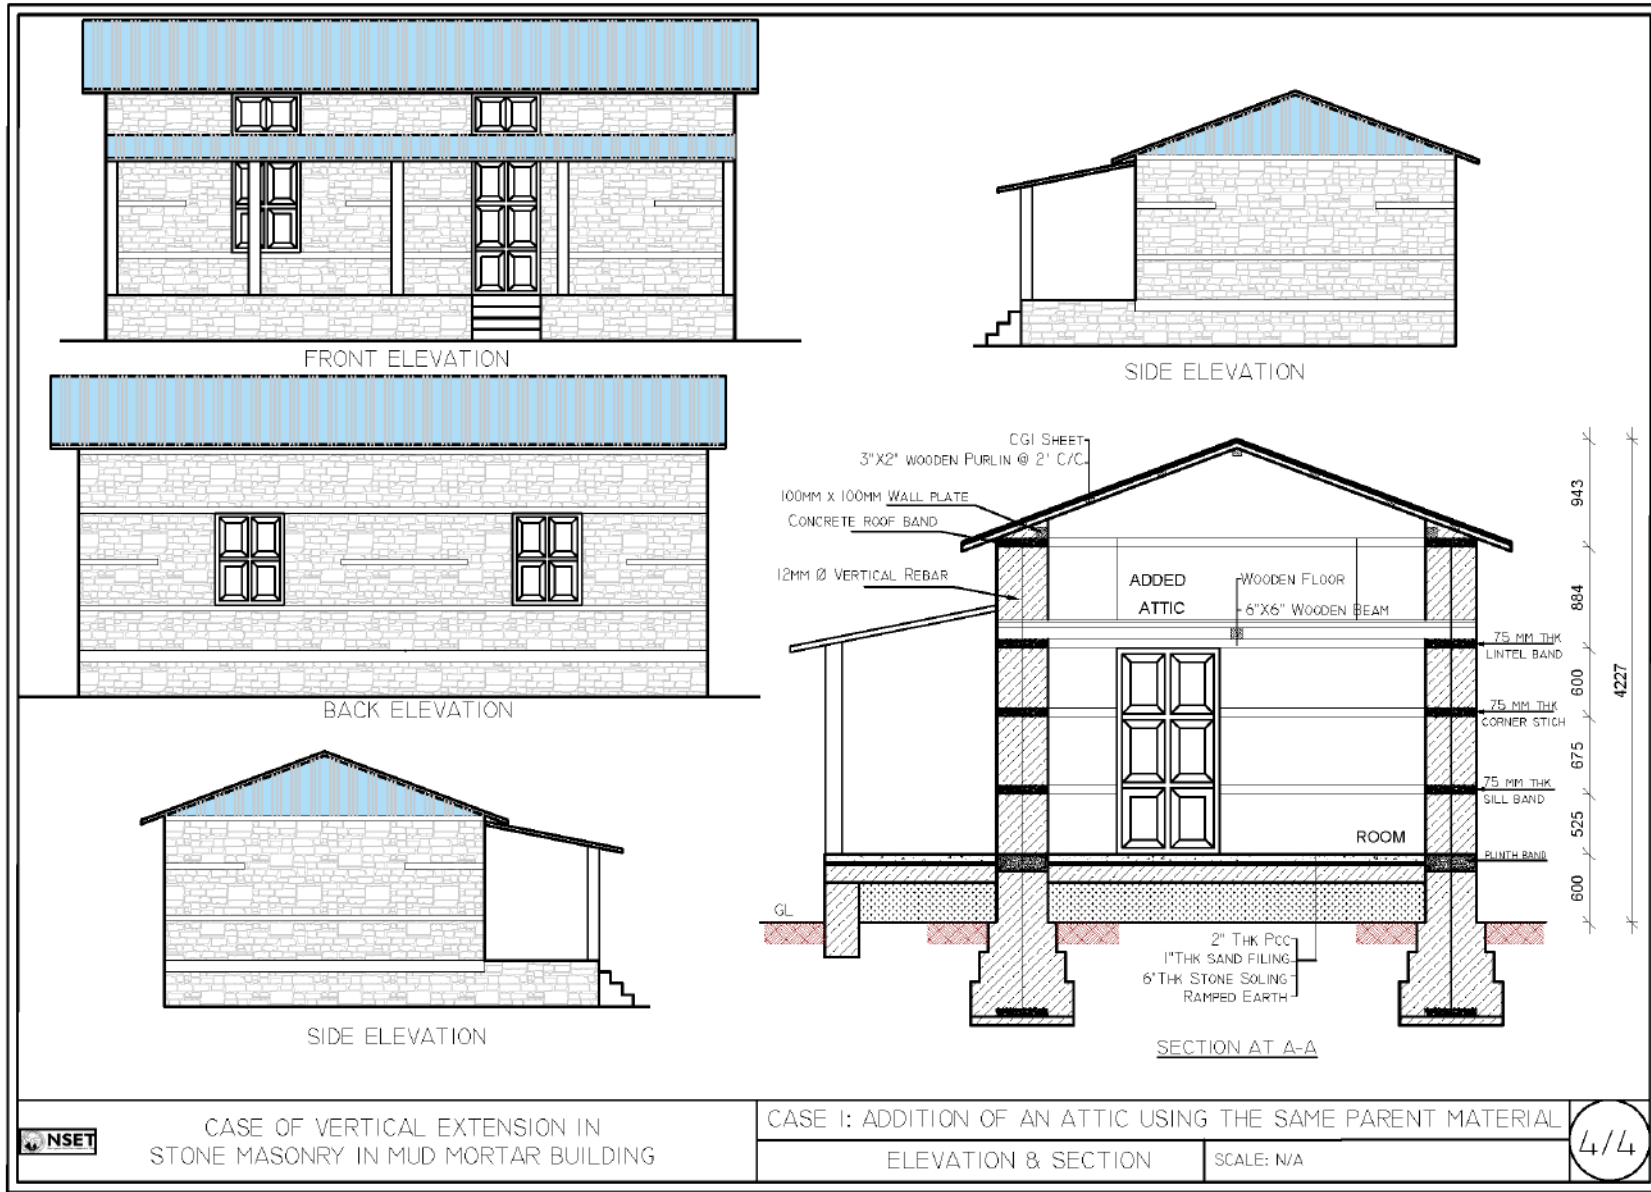 FRONT ELEVATION
SIDE ELEVATION
BACK ELEVATION
SIDE ELEVATION
CGI SHEET
3"X2" WOODEN PURLIN @ 2' C/C
100MM X 100MM WALL PLATE
CONCRETE ROOF BAND
12MM Ø VERTICAL REBAR
ADDED
ATTIC
WOODEN FLOOR
6"X6" WOODEN BEAM
75 MM THK
LINTEL BAND
75 MM THK
CORNER STICH
75 MM THK
SILL BAND
ROOM
PLINTH BAND
943
884
600
675
525
600
4227
GL
2" THK PCC
1"THK SAND FILING
6"THK STONE SOLING
RAMPED EARTH
SECTION AT A-A
NSET
CASE OF VERTICAL EXTENSION IN
STONE MASONRY IN MUD MORTAR BUILDING
CASE I: ADDITION OF AN ATTIC USING THE SAME PARENT MATERIAL
ELEVATION & SECTION
SCALE: N/A
4/4